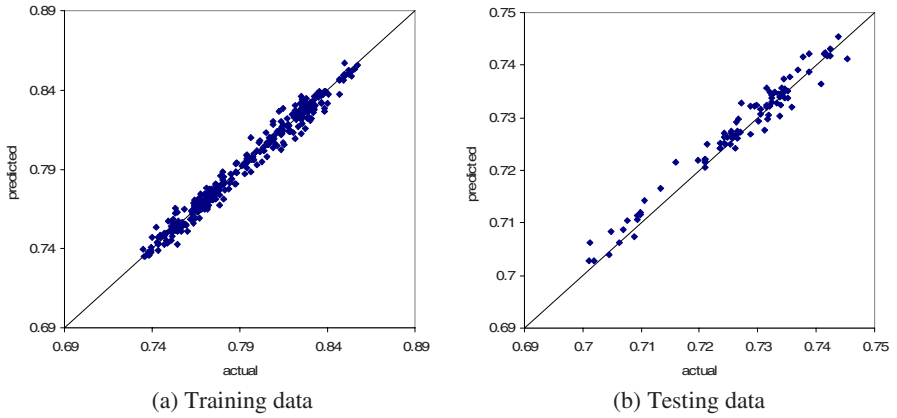 0.89
0.84
0.79
0.74
0.69
predicted
0.69 0.74 0.79 0.84 0.89
actual
(a) Training data
0.75
0.74
0.73
0.72
0.71
0.7
0.69
predicted
0.69 0.7 0.71 0.72 0.73 0.74 0.75
actual
(b) Testing data